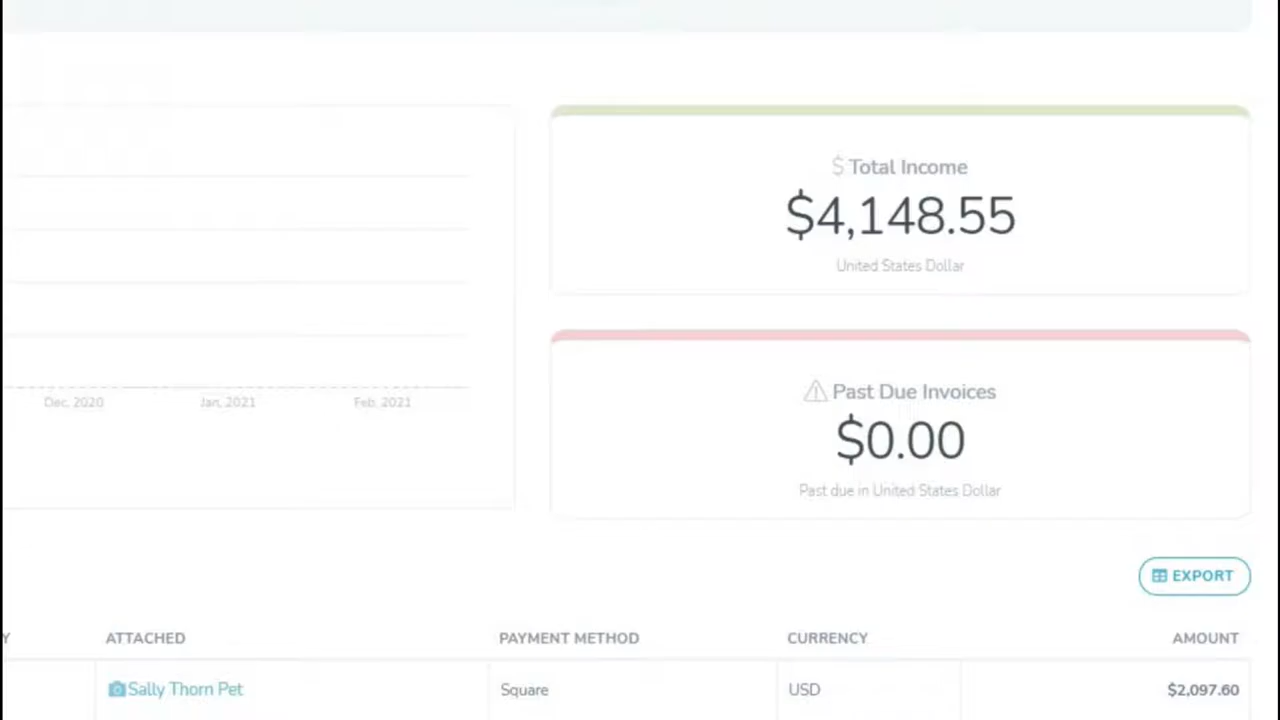 $ Total Income
$4,148.55
United States Dollar
Dec, 2020 Jan, 2021 Feb, 2021
Past Due Invoices
$0.00
Past due in United States Dollar
EXPORT
Y ATTACHED PAYMENT METHOD CURRENCY AMOUNT
Sally Thorn Pet Square USD $2,097.60